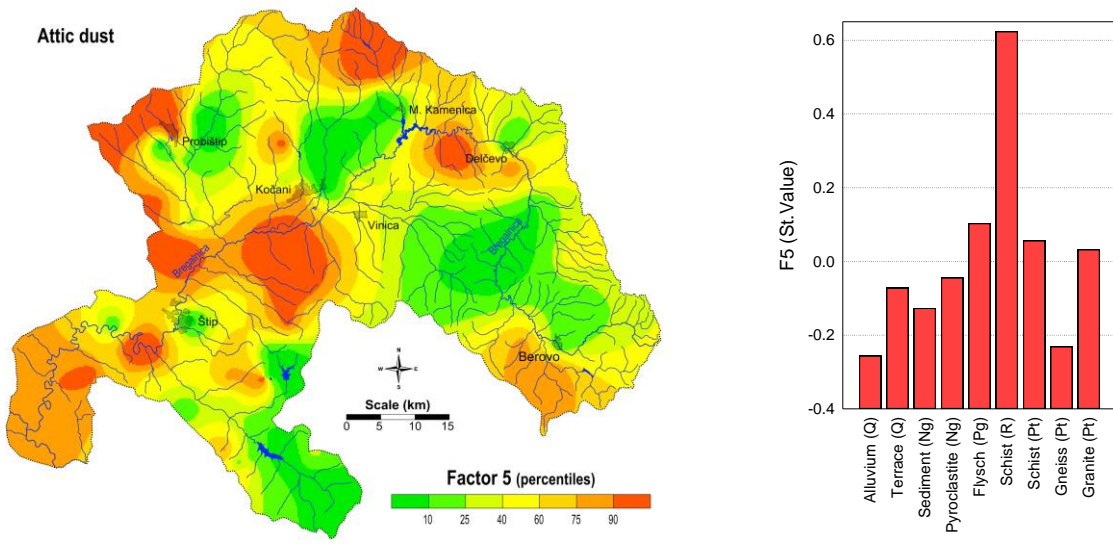 Attic dust
M. Kamenica
Probištip
Delčevo
Kočani
Vinica
Bregalnica
Bregalnica
Štip
Berovo
N
W E
S
Scale (km)
0 5 10 15
Factor 5 (percentiles)
10 25 40 60 75 90
F5 (St.Value)
0.6
0.4
0.2
0.0
-0.2
-0.4
Alluvium (Q)
Terrace (Q)
Sediment (Ng)
Pyroclastite (Ng)
Flysch (Pg)
Schist (R)
Schist (Pt)
Gneiss (Pt)
Granite (Pt)